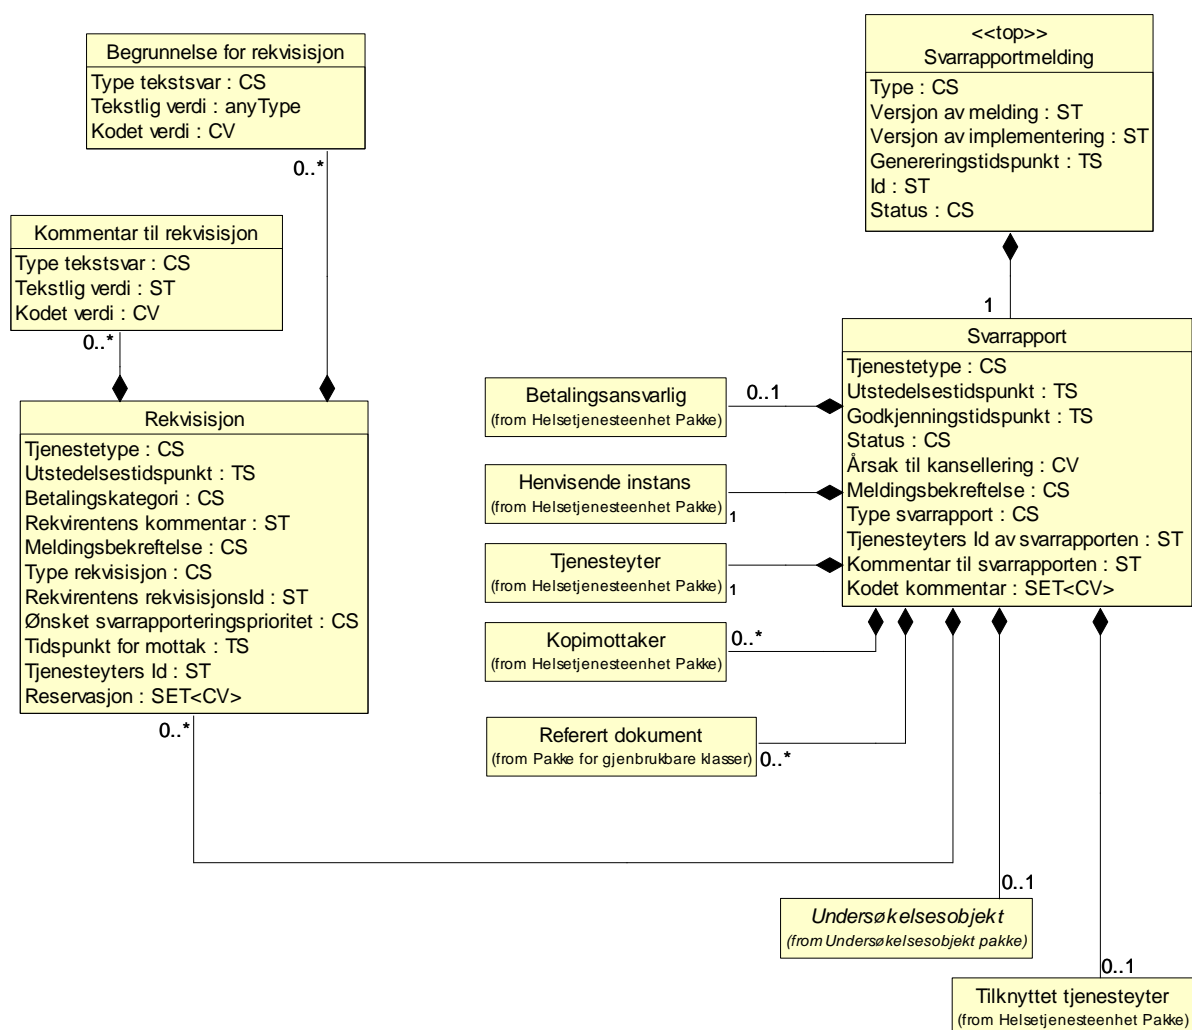 Begrunnelse for rekvisisjon
Type tekstsvar : CS
Tekstlig verdi : anyType
Kodet verdi : CV
0..*
Kommentar til rekvisisjon
Type tekstsvar : CS
Tekstlig verdi : ST
Kodet verdi : CV
0..*
Rekvisisjon
Tjenestetype : CS
Utstedelsestidspunkt : TS
Betalingskategori : CS
Rekvirentens kommentar : ST
Meldingsbekreftelse : CS
Type rekvisisjon : CS
Rekvirentens rekvisisjonsId : ST
Ønsket svarrapporteringsprioritet : CS
Tidspunkt for mottak : TS
Tjenesteyters Id : ST
Reservasjon : SET<CV>
0..*
<<top>>
Svarrapportmelding
Type : CS
Versjon av melding : ST
Versjon av implementering : ST
Genereringstidspunkt : TS
Id : ST
Status : CS
1
Svarrapport
Tjenestetype : CS
Utstedelsestidspunkt : TS
Godkjenningstidspunkt : TS
Status : CS
Årsak til kansellering : CV
Meldingsbekreftelse : CS
Type svarrapport : CS
Tjenesteyters Id av svarrapporten : ST
Kommentar til svarrapporten : ST
Kodet kommentar : SET<CV>
Betalingsansvarlig
(from Helsetjenesteenhet Pakke)
0..1
Henvisende instans
(from Helsetjenesteenhet Pakke)
1
Tjenesteyter
(from Helsetjenesteenhet Pakke)
1
Kopimottaker
(from Helsetjenesteenhet Pakke)
0..*
Referert dokument
(from Pakke for gjenbrukbare klasser)
0..*
0..1
Undersøkelsesobjekt
(from Undersøkelsesobjekt pakke)
0..1
Tilknyttet tjenesteyter
(from Helsetjenesteenhet Pakke)